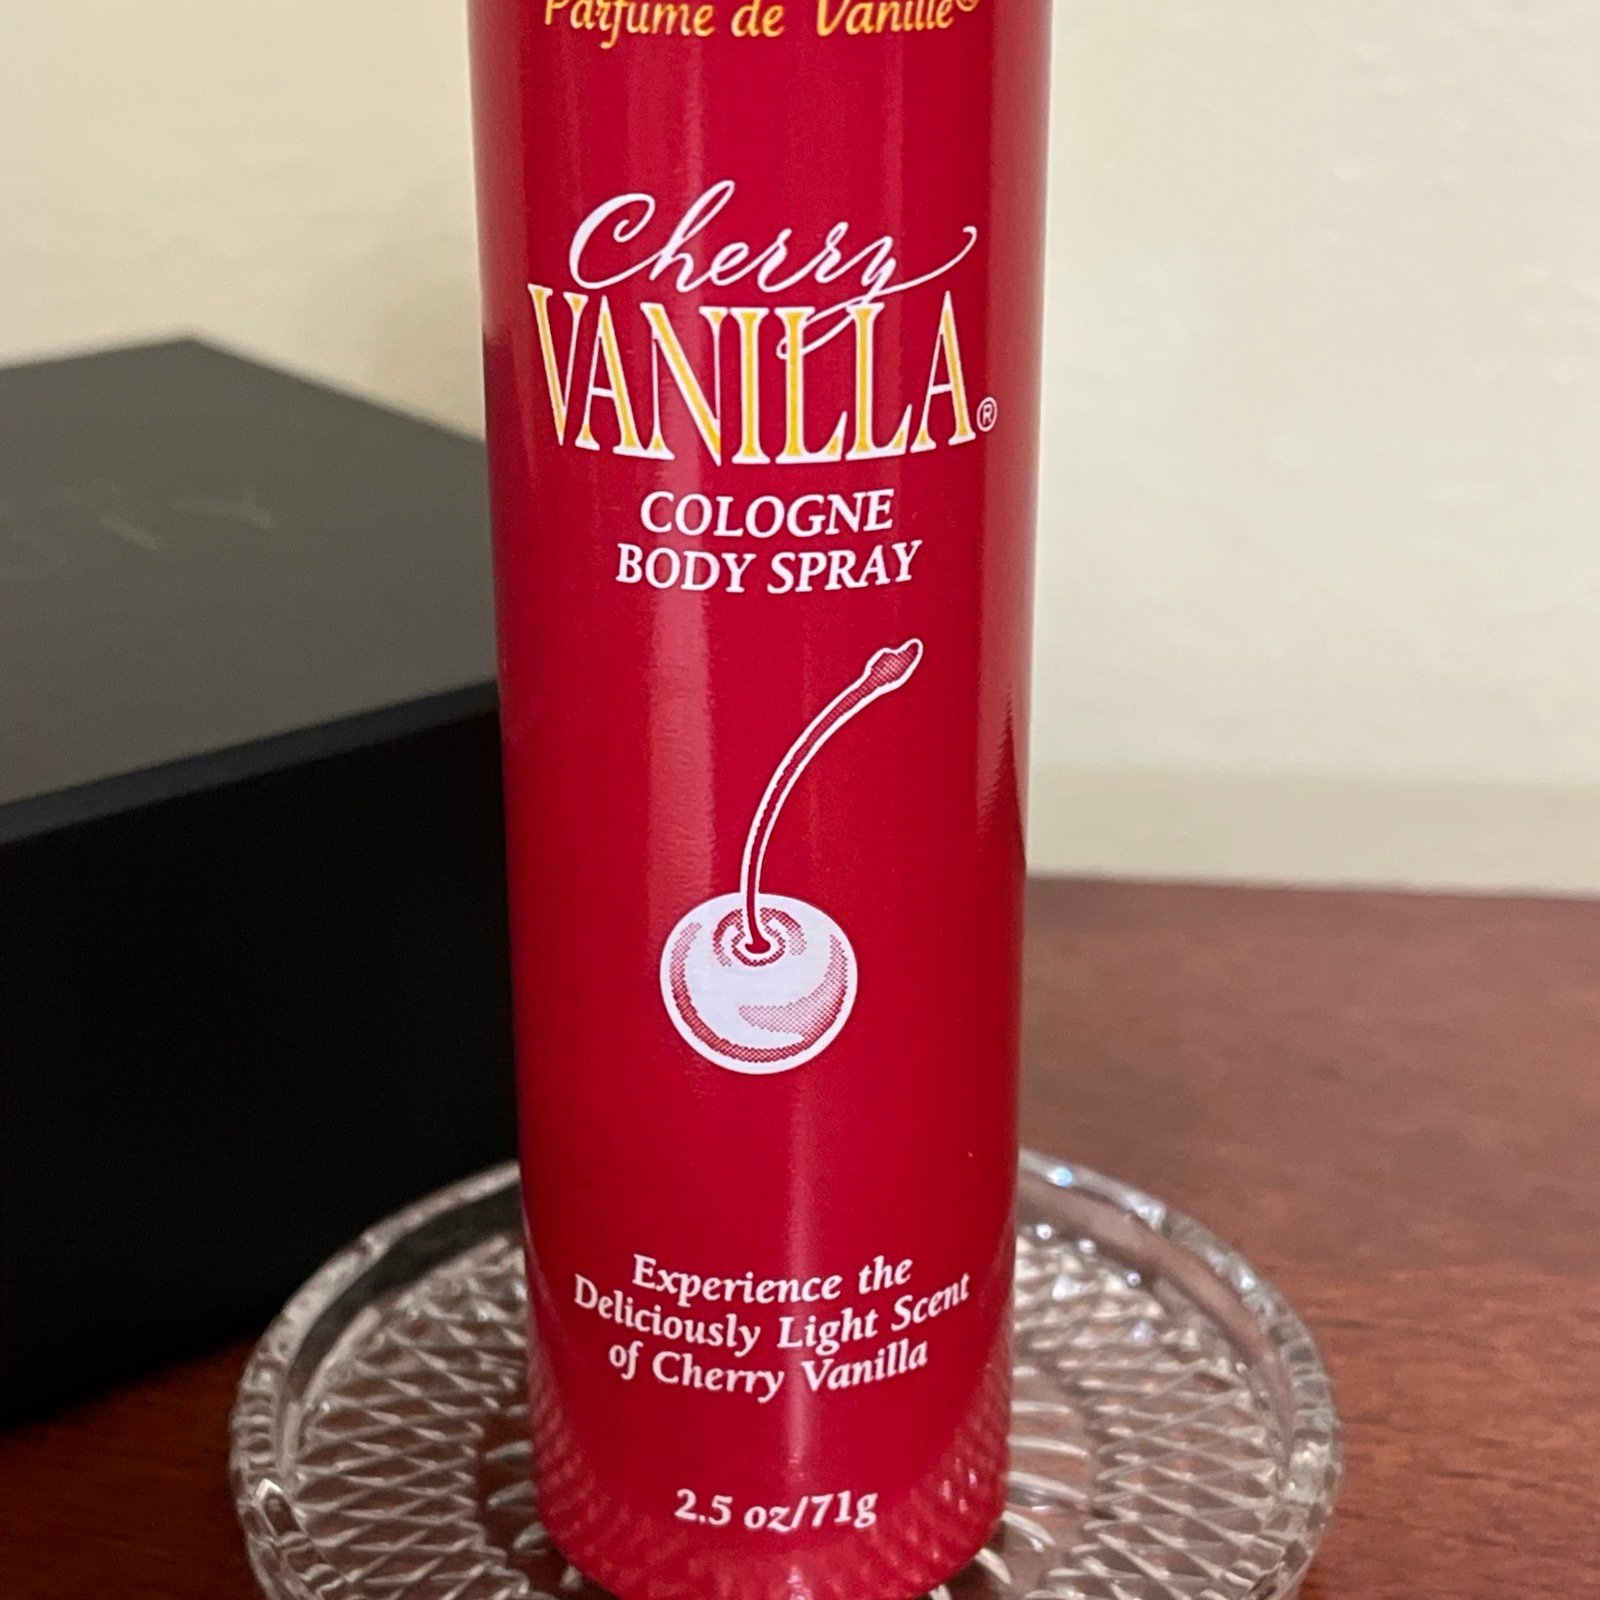 Parfume de Vanille®
Cherry
VANILLA®
COLOGNE
BODY SPRAY
Experience the
Deliciously Light Scent
of Cherry Vanilla
2.5 oz/71g